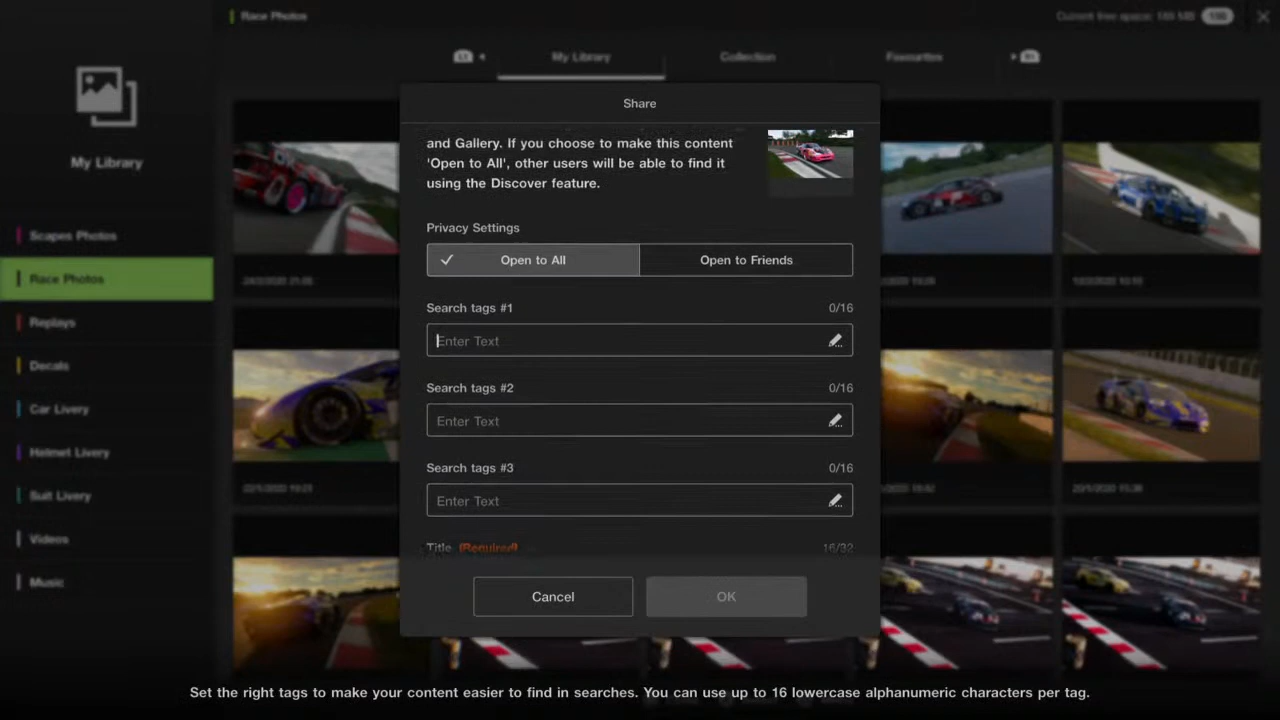 Race Photos
Current free space:
My Library
Collection
Favourites
My Library
Scapes Photos
Race Photos
Replays
Decals
Car Livery
Helmet Livery
Suit Livery
Videos
Music
Share
and Gallery. If you choose to make this content
'Open to All', other users will be able to find it
using the Discover feature.
Privacy Settings
Open to All
Open to Friends
Search tags #1
0/16
Enter Text
Search tags #2
0/16
Enter Text
Search tags #3
0/16
Enter Text
Title (Required)
16/32
Cancel
OK
Set the right tags to make your content easier to find in searches. You can use up to 16 lowercase alphanumeric characters per tag.